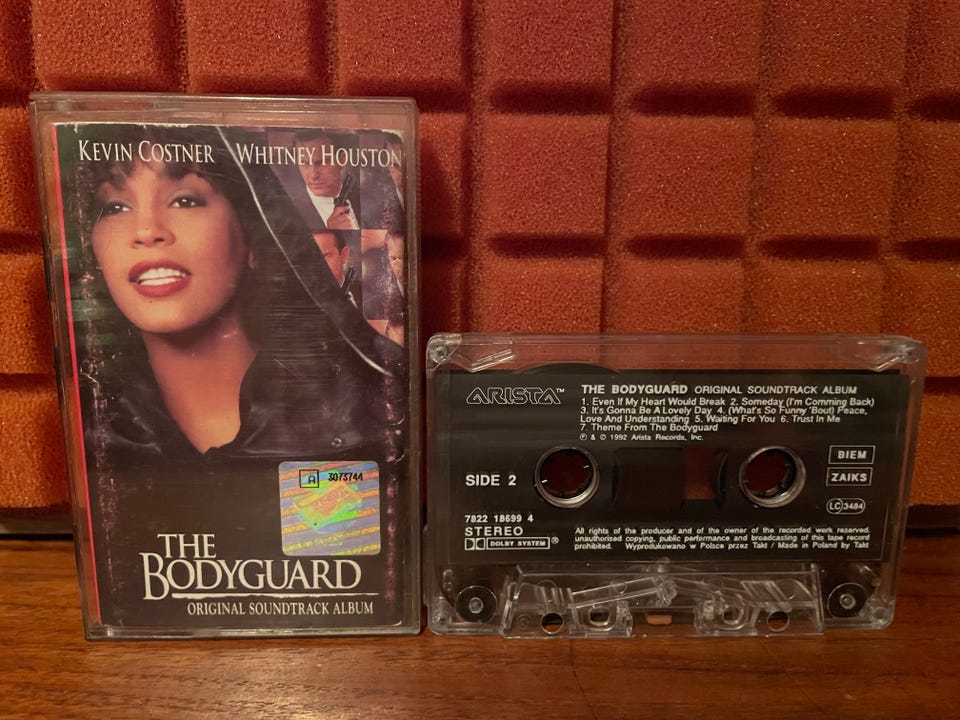 KEVIN COSTNER WHITNEY HOUSTON
A 3073744
THE
BODYGUARD
ORIGINAL SOUNDTRACK ALBUM
ARISTA™
THE BODYGUARD ORIGINAL SOUNDTRACK ALBUM
1. Even If My Heart Would Break 2. Someday (I'm Comming Back)
3. It's Gonna Be A Lovely Day 4. (What's So Funny 'Bout) Peace,
Love And Understanding 5. Waiting For You 6. Trust In Me
7. Theme From The Bodyguard
℗ & © 1992 Arista Records, Inc.
SIDE 2
BIEM
ZAIKS
LC 3484
7822 18699 4
STEREO
DOLBY SYSTEM ®
All rights of the producer and of the owner of the recorded work reserved.
unauthorised copying, public performance and broadcasting of this tape record
prohibited. Wyprodukowano w Polsce przez Takt / Made in Poland by Takt